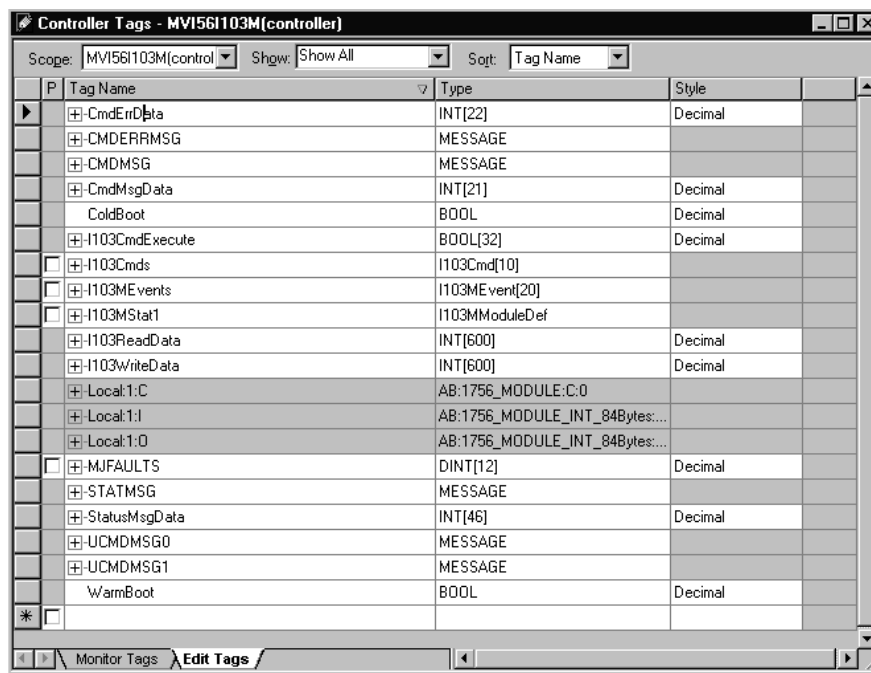 Controller Tags - MVI56I103M(controller)
Scope: MVI56I103M(control Show: Show All Sort: Tag Name
P Tag Name Type Style
CmdErrData INT[22] Decimal
CMDERRMSG MESSAGE
CMDMSG MESSAGE
CmdMsgData INT[21] Decimal
ColdBoot BOOL Decimal
I103CmdExecute BOOL[32] Decimal
I103Cmds I103Cmd[10]
I103MEvents I103MEvent[20]
I103MStat1 I103MModuleDef
I103ReadData INT[600] Decimal
I103WriteData INT[600] Decimal
Local:1:C AB:1756_MODULE:C:0
Local:1:I AB:1756_MODULE_INT_84Bytes:...
Local:1:O AB:1756_MODULE_INT_84Bytes:...
MJFAULTS DINT[12] Decimal
STATMSG MESSAGE
StatusMsgData INT[46] Decimal
UCMDMSG0 MESSAGE
UCMDMSG1 MESSAGE
WarmBoot BOOL Decimal
Monitor Tags Edit Tags